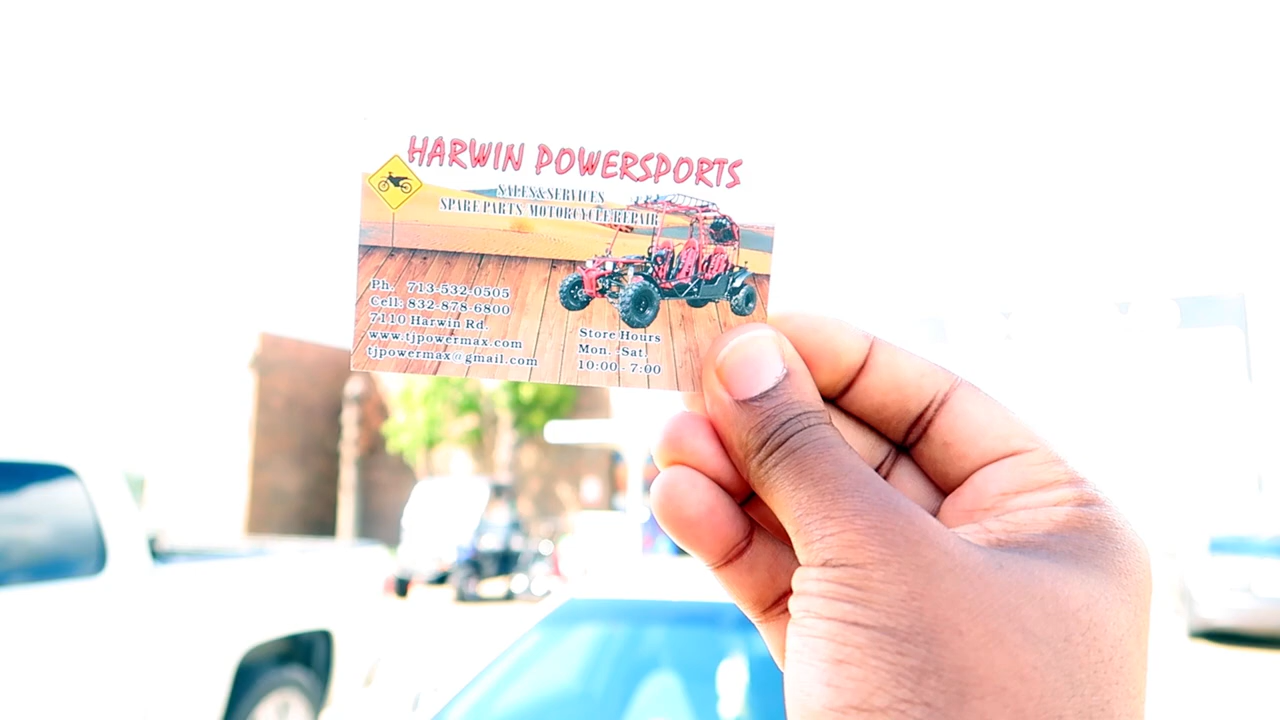 HARWIN POWERSPORTS
SALES & SERVICES
SPARE PARTS MOTORCYCLE REPAIR
Ph. 713-532-0505
Cell: 832-878-6800
7110 Harwin Rd.
www.tjpowermax.com
tjpowermax@gmail.com
Store Hours
Mon. -Sat.
10:00 - 7:00